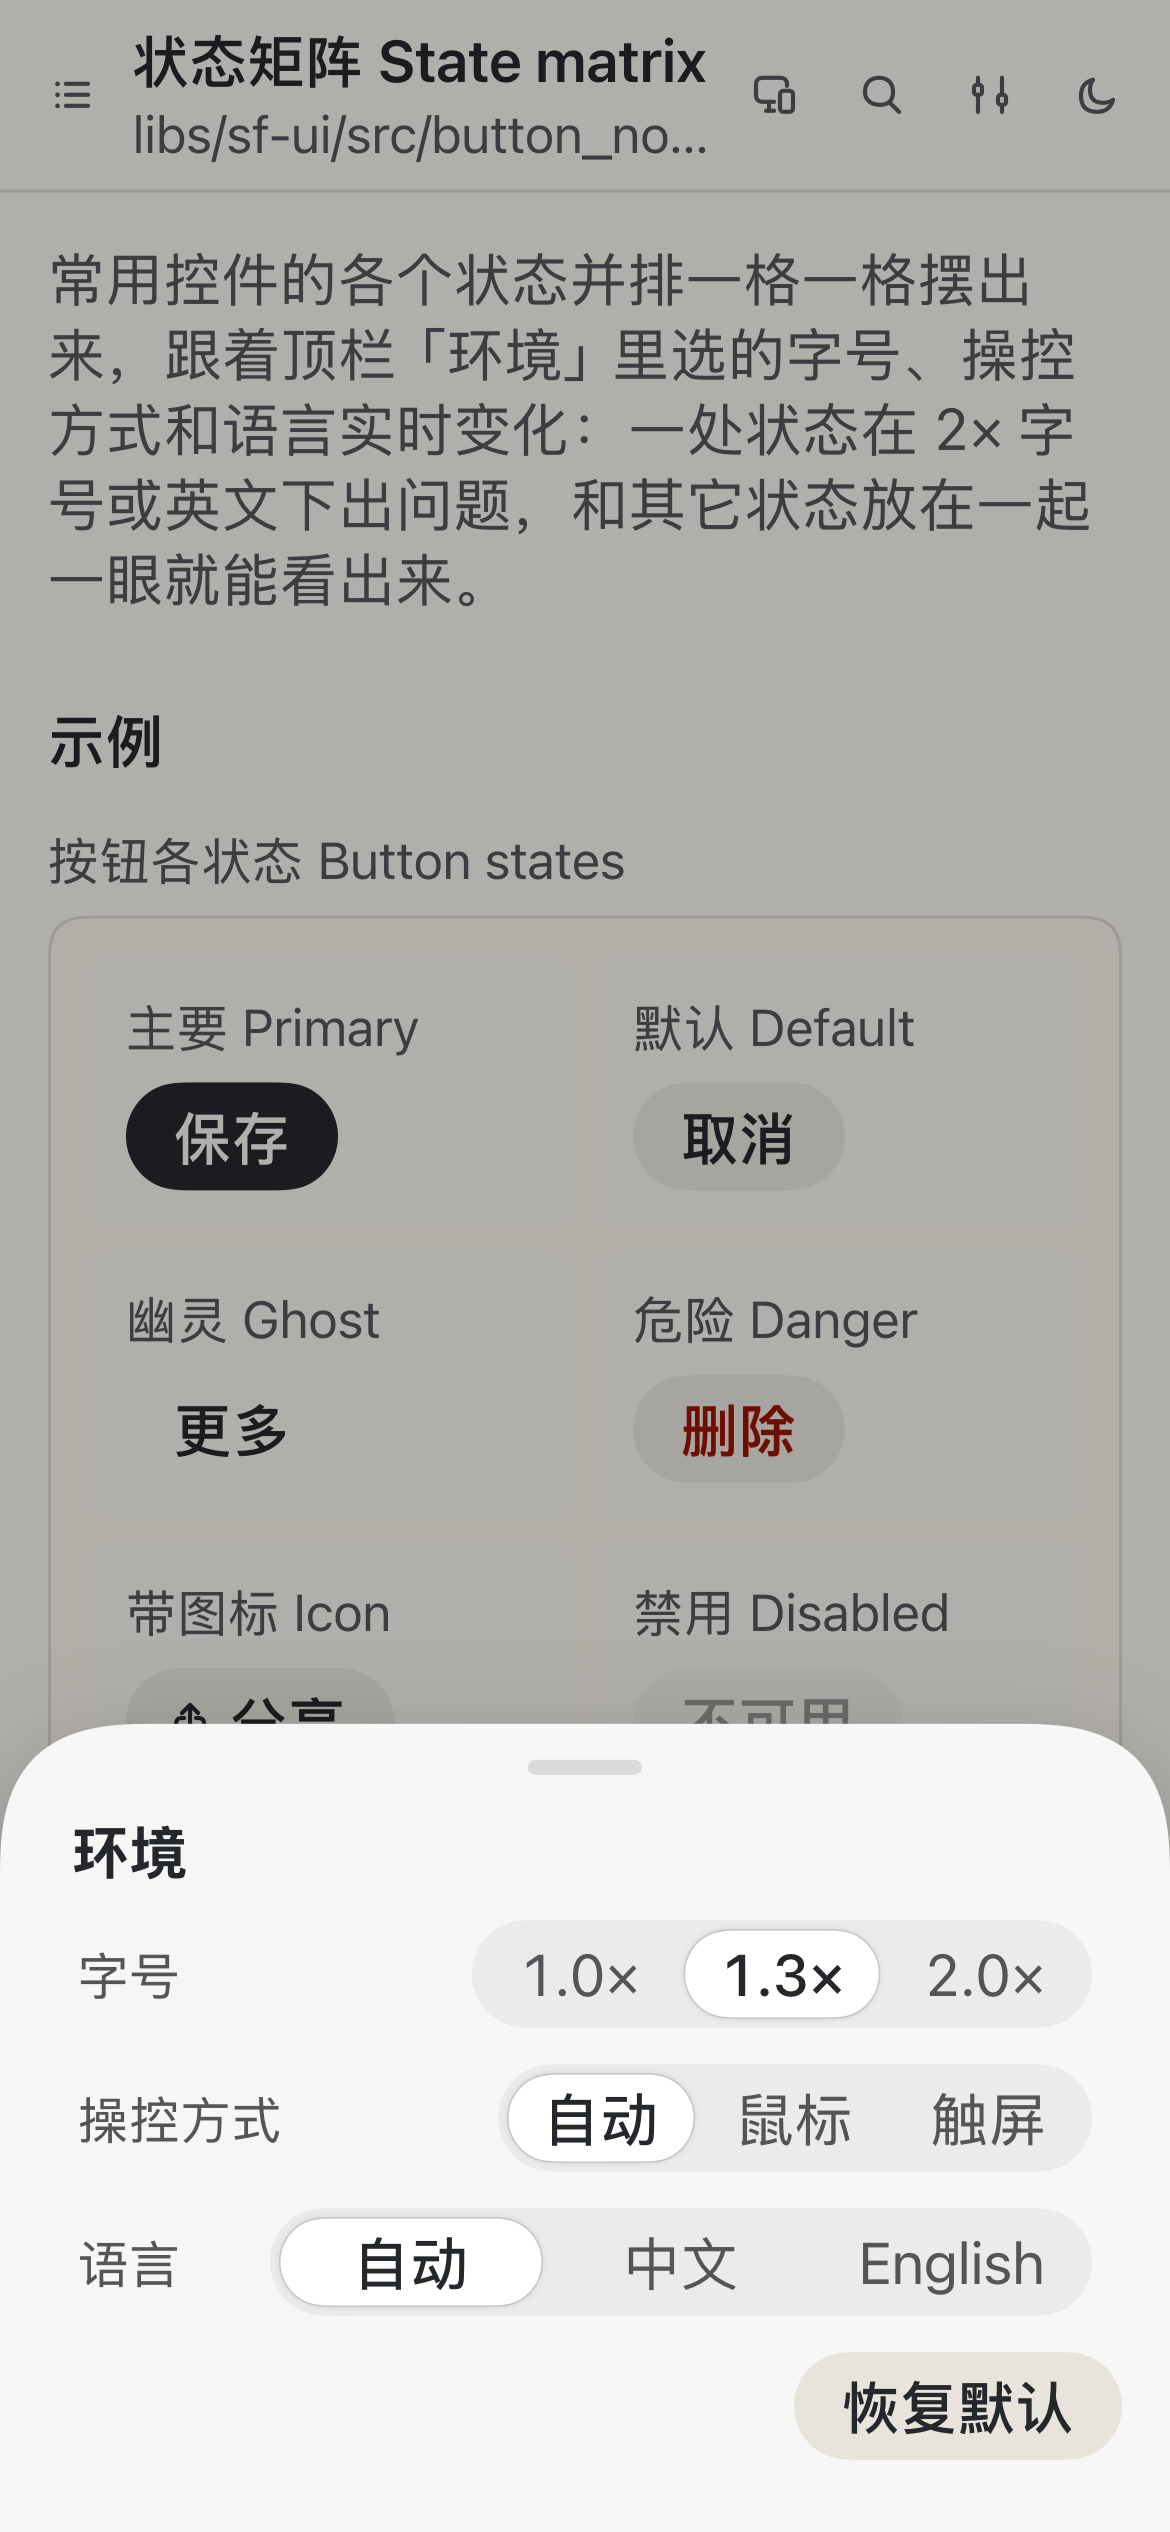 状态矩阵 State matrix
libs/sf-ui/src/button_no...
常用控件的各个状态并排一格一格摆出
来，跟着顶栏「环境」里选的字号、操控
方式和语言实时变化：一处状态在 2× 字
号或英文下出问题，和其它状态放在一起
一眼就能看出来。
示例
按钮各状态 Button states
主要 Primary
默认 Default
保存
取消
幽灵 Ghost
危险 Danger
更多
删除
带图标 Icon
禁用 Disabled
分享
不可用
环境
字号
1.0× 1.3× 2.0×
操控方式
自动 鼠标 触屏
语言
自动 中文 English
恢复默认